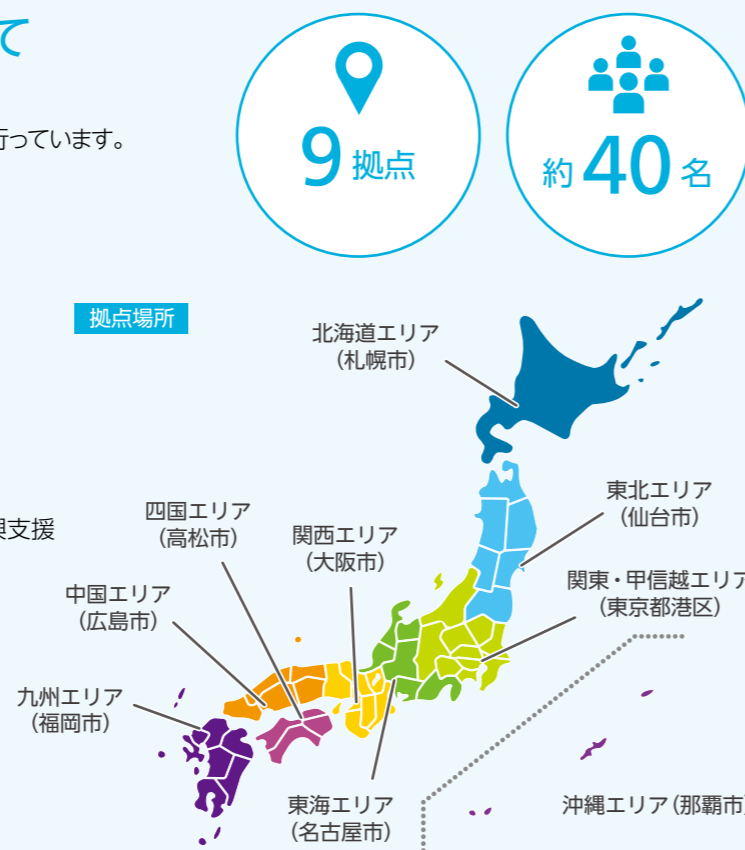 て
行っています。
9 拠点
約 40 名
拠点場所
北海道エリア
(札幌市)
東北エリア
(仙台市)
関東・甲信越エリア
(東京都港区)
四国エリア
(高松市)
関西エリア
(大阪市)
支援
中国エリア
(広島市)
九州エリア
(福岡市)
東海エリア
(名古屋市)
沖縄エリア(那覇市)